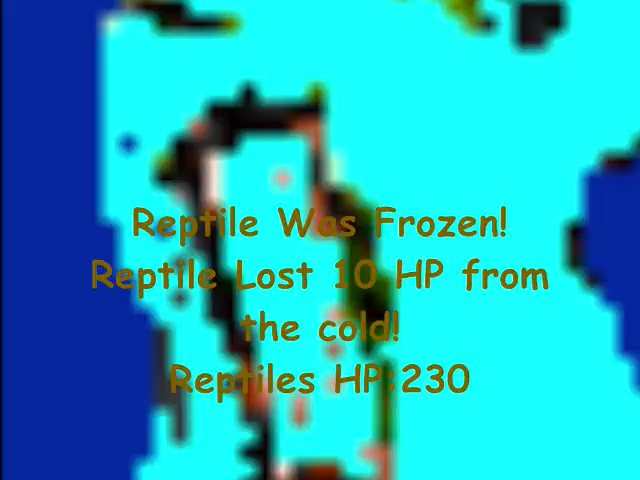 Reptile Was Frozen!
Reptile Lost 10 HP from
the cold!
Reptiles HP:230